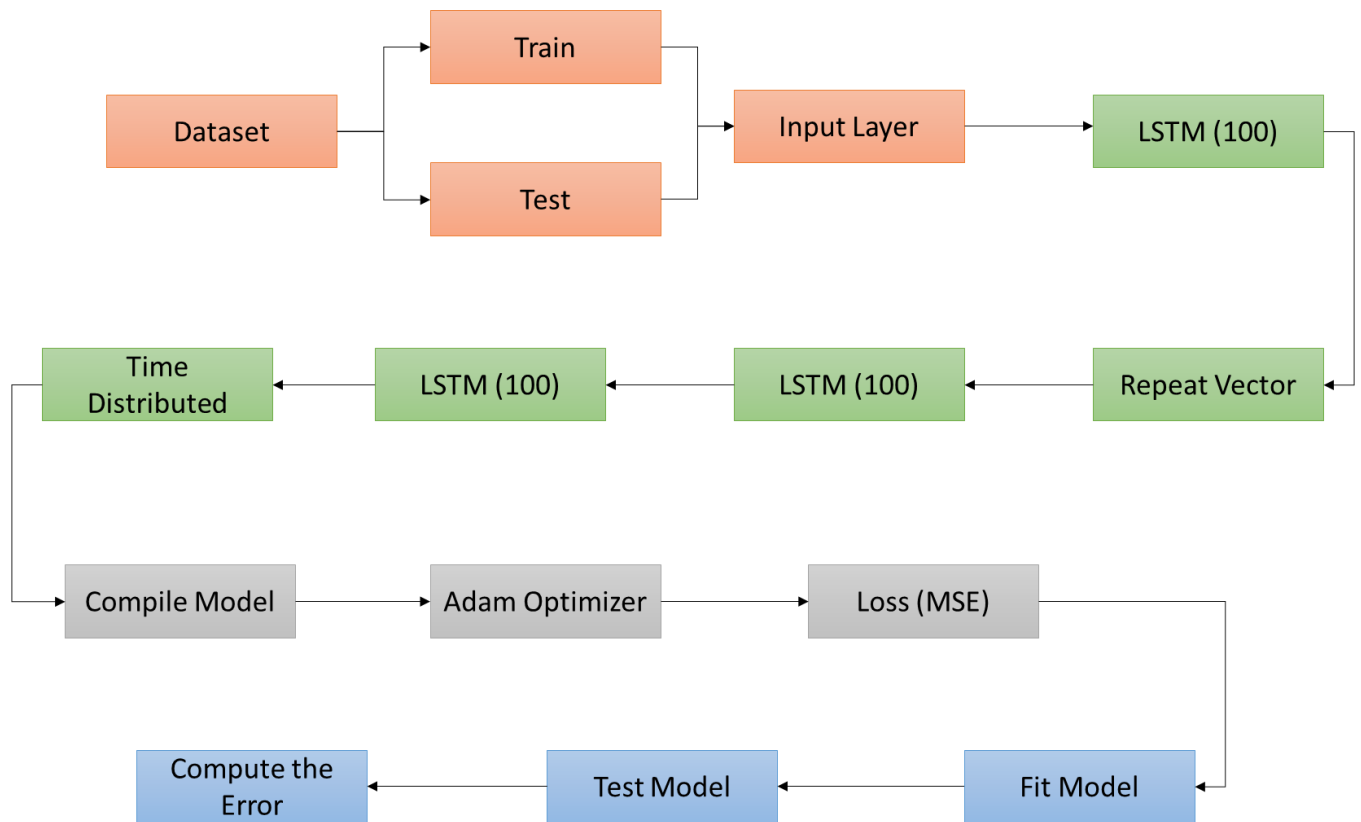 Train
Dataset
Test
Input Layer
LSTM (100)
Time
Distributed
LSTM (100)
LSTM (100)
Repeat Vector
Compile Model
Adam Optimizer
Loss (MSE)
Compute the
Error
Test Model
Fit Model